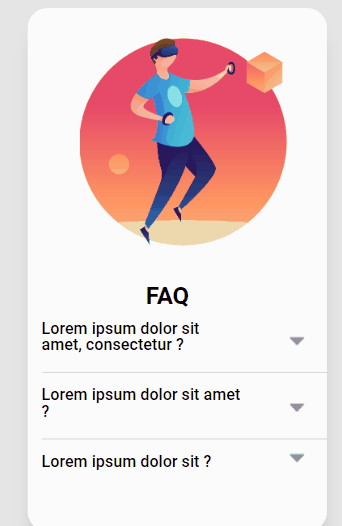 FAQ
Lorem ipsum dolor sit
amet, consectetur ?
Lorem ipsum dolor sit amet
?
Lorem ipsum dolor sit ?